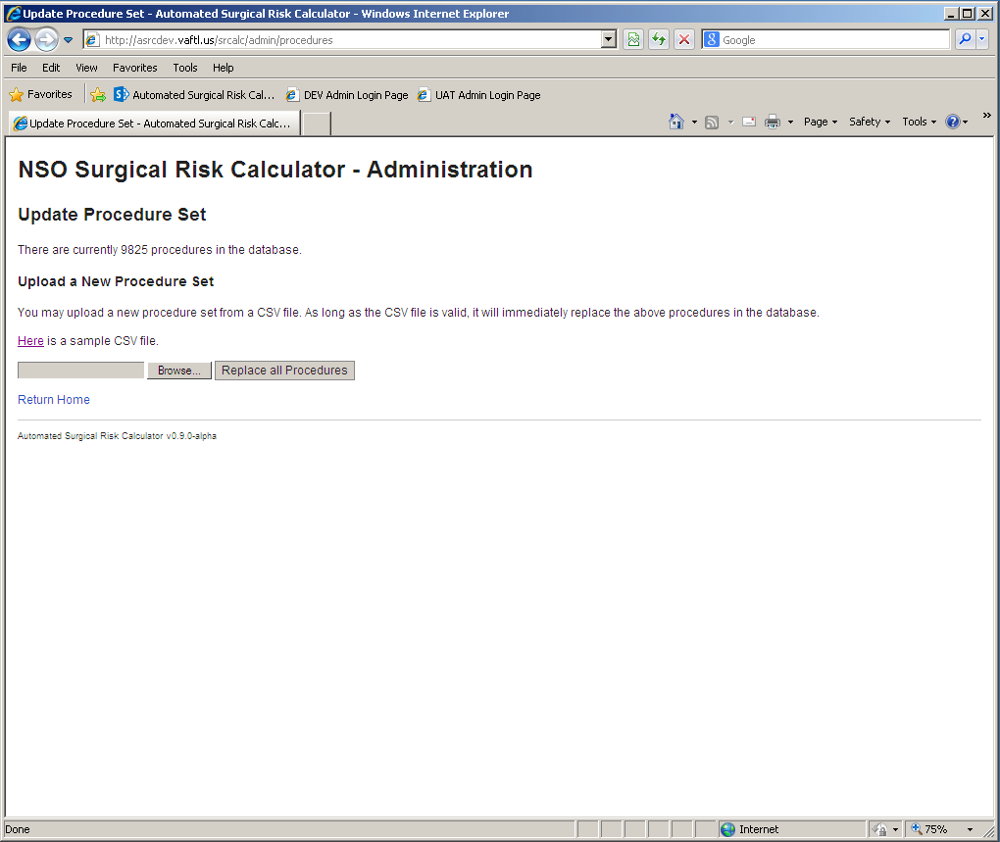 Update Procedure Set - Automated Surgical Risk Calculator - Windows Internet Explorer
http://asrcdev.vaftl.us/srcalc/admin/procedures
Google
File Edit View Favorites Tools Help
Favorites Automated Surgical Risk Cal... DEV Admin Login Page UAT Admin Login Page
Update Procedure Set - Automated Surgical Risk Calc...
Page Safety Tools
NSO Surgical Risk Calculator - Administration
Update Procedure Set
There are currently 9825 procedures in the database.
Upload a New Procedure Set
You may upload a new procedure set from a CSV file. As long as the CSV file is valid, it will immediately replace the above procedures in the database.
Here is a sample CSV file.
Browse... Replace all Procedures
Return Home
Automated Surgical Risk Calculator v0.9.0-alpha
Done Internet 75%